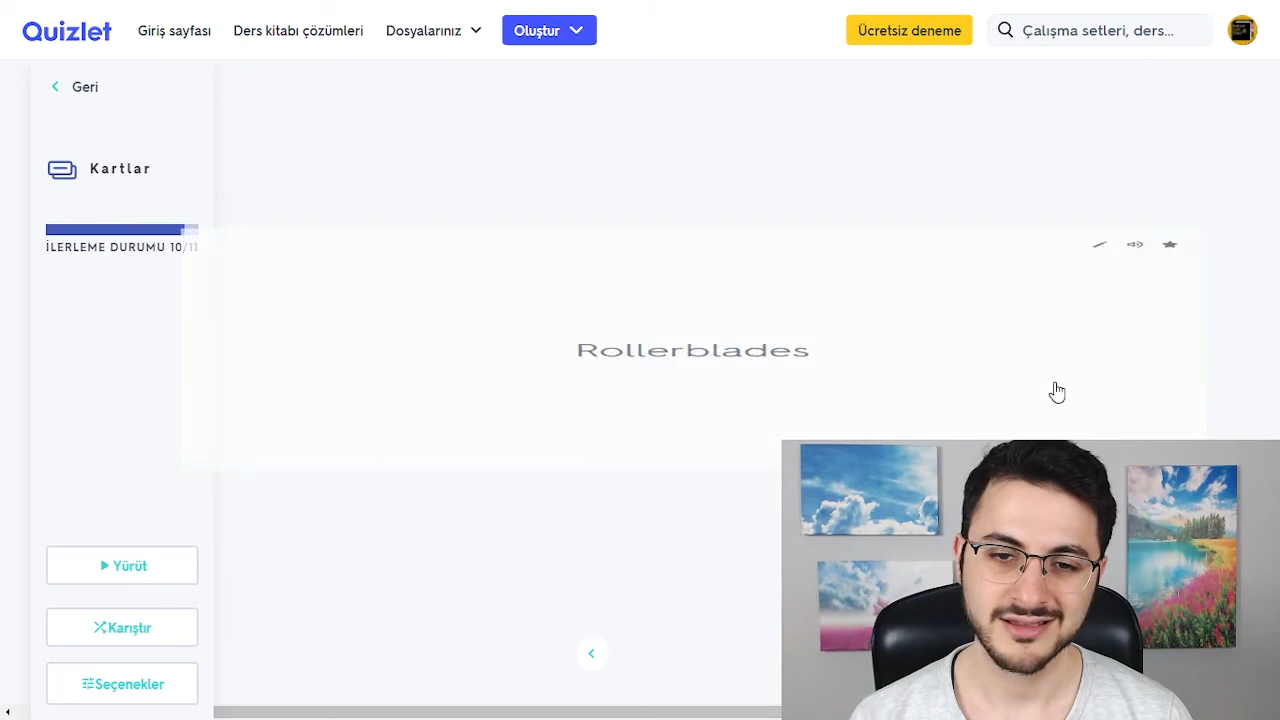 Quizlet
Giriş sayfası
Ders kitabı çözümleri
Dosyalarınız
Oluştur
Ücretsiz deneme
Çalışma setleri, ders...
Geri
Kartlar
İLERLEME DURUMU 10/11
Rollerblades
Yürüt
Karıştır
Seçenekler